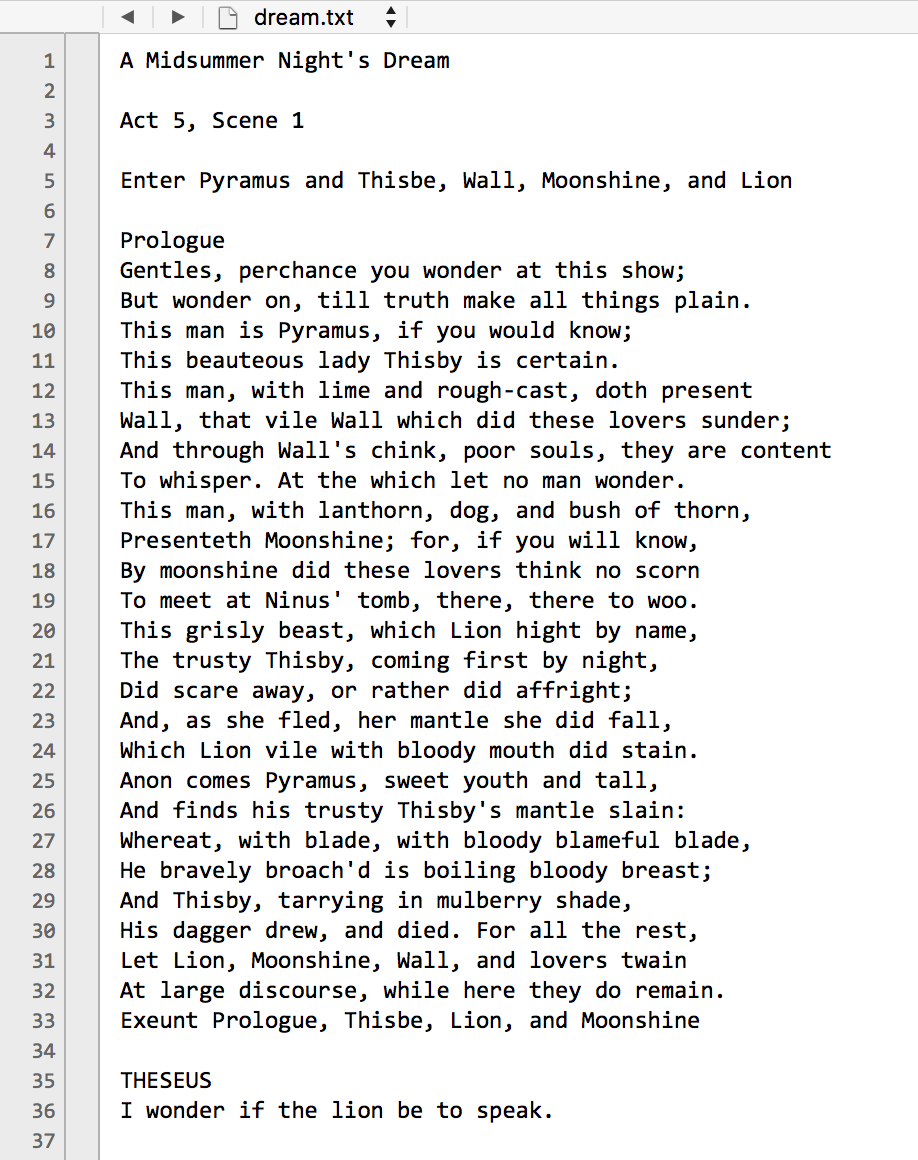 dream.txt
1 A Midsummer Night's Dream
2
3 Act 5, Scene 1
4
5 Enter Pyramus and Thisbe, Wall, Moonshine, and Lion
6
7 Prologue
8 Gentles, perchance you wonder at this show;
9 But wonder on, till truth make all things plain.
10 This man is Pyramus, if you would know;
11 This beauteous lady Thisby is certain.
12 This man, with lime and rough-cast, doth present
13 Wall, that vile Wall which did these lovers sunder;
14 And through Wall's chink, poor souls, they are content
15 To whisper. At the which let no man wonder.
16 This man, with lanthorn, dog, and bush of thorn,
17 Presenteth Moonshine; for, if you will know,
18 By moonshine did these lovers think no scorn
19 To meet at Ninus' tomb, there, there to woo.
20 This grisly beast, which Lion hight by name,
21 The trusty Thisby, coming first by night,
22 Did scare away, or rather did affright;
23 And, as she fled, her mantle she did fall,
24 Which Lion vile with bloody mouth did stain.
25 Anon comes Pyramus, sweet youth and tall,
26 And finds his trusty Thisby's mantle slain:
27 Whereat, with blade, with bloody blameful blade,
28 He bravely broach'd is boiling bloody breast;
29 And Thisby, tarrying in mulberry shade,
30 His dagger drew, and died. For all the rest,
31 Let Lion, Moonshine, Wall, and lovers twain
32 At large discourse, while here they do remain.
33 Exeunt Prologue, Thisbe, Lion, and Moonshine
34
35 THESEUS
36 I wonder if the lion be to speak.
37